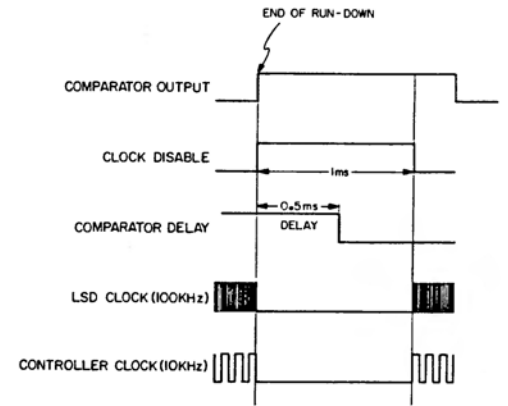 END OF RUN-DOWN
COMPARATOR OUTPUT
CLOCK DISABLE
1ms
0.5ms
COMPARATOR DELAY
DELAY
LSD CLOCK(100KHz)
CONTROLLER CLOCK(10KHz)